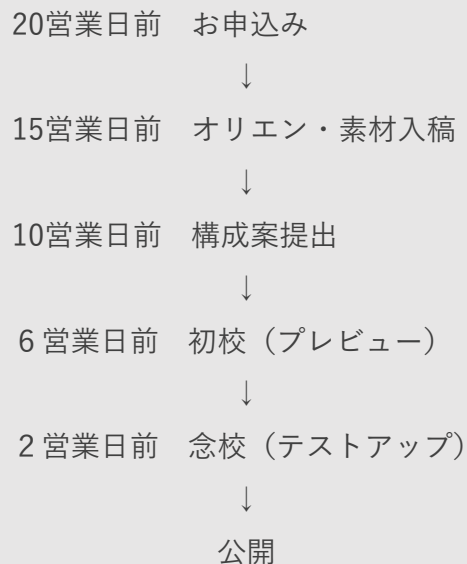 20営業日前　お申込み
↓
15営業日前　オリエン・素材入稿
↓
10営業日前　構成案提出
↓
６営業日前　初校（プレビュー）
↓
２営業日前　念校（テストアップ）
↓
公開